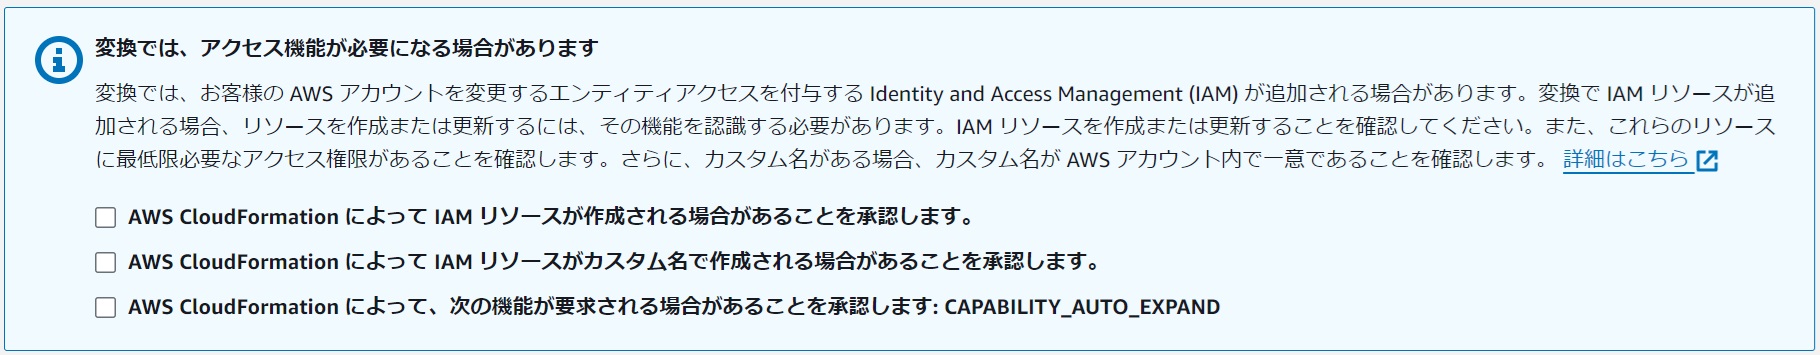 変換では、アクセス機能が必要になる場合があります
変換では、お客様の AWS アカウントを変更するエンティティアクセスを付与する Identity and Access Management (IAM) が追加される場合があります。変換で IAM リソースが追
加される場合、リソースを作成または更新するには、その機能を認識する必要があります。IAM リソースを作成または更新することを確認してください。また、これらのリソース
に最低限必要なアクセス権限があることを確認します。さらに、カスタム名がある場合、カスタム名が AWS アカウント内で一意であることを確認します。 詳細はこちら
AWS CloudFormation によって IAM リソースが作成される場合があることを承認します。
AWS CloudFormation によって IAM リソースがカスタム名で作成される場合があることを承認します。
AWS CloudFormation によって、次の機能が要求される場合があることを承認します: CAPABILITY_AUTO_EXPAND